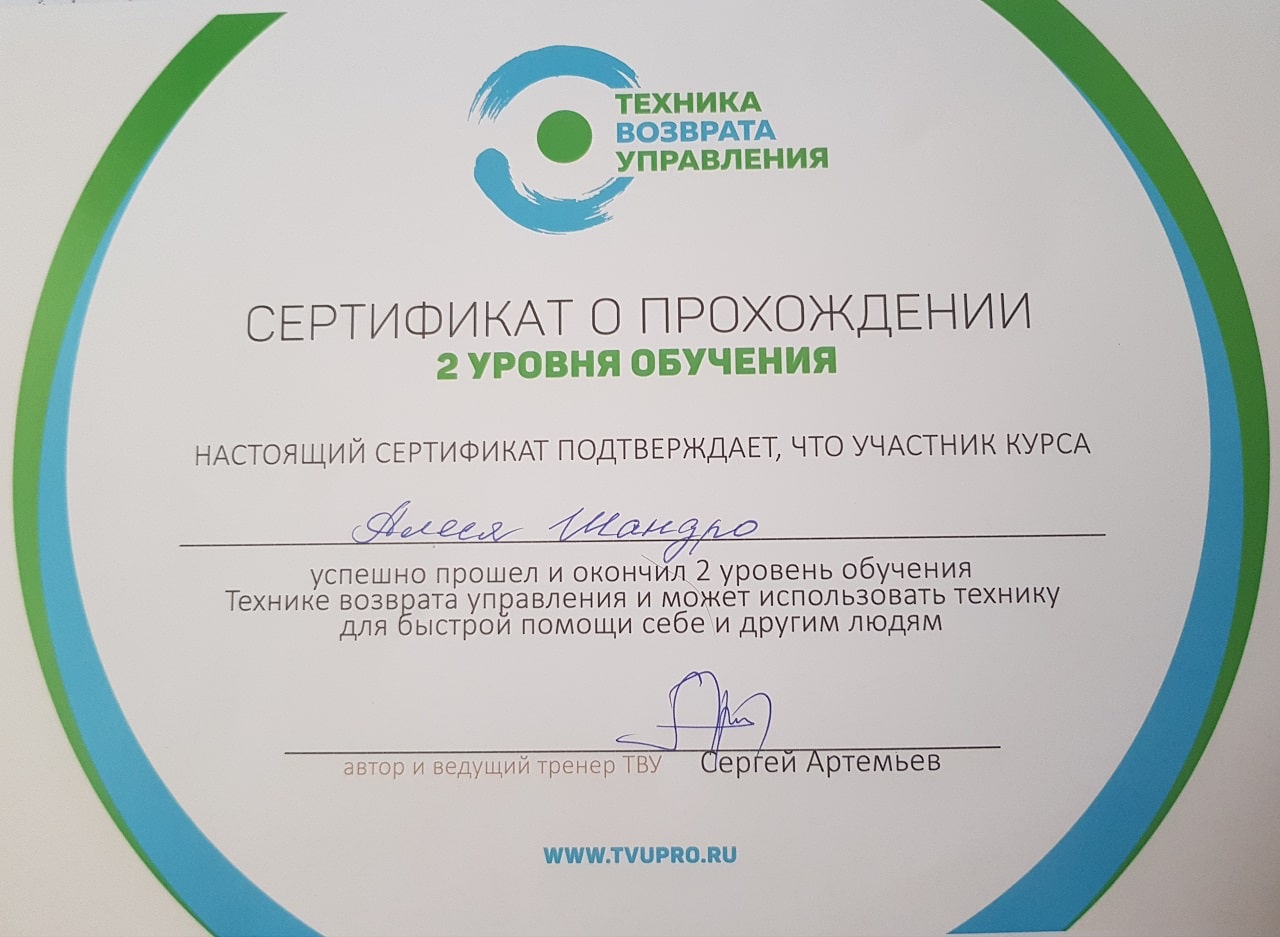 ТЕХНИКА
ВОЗВРАТА
УПРАВЛЕНИЯ
СЕРТИФИКАТ О ПРОХОЖДЕНИИ
2 УРОВНЯ ОБУЧЕНИЯ
НАСТОЯЩИЙ СЕРТИФИКАТ ПОДТВЕРЖДАЕТ, ЧТО УЧАСТНИК КУРСА
Алеся Шандро
успешно прошел и окончил 2 уровень обучения
Технике возврата управления и может использовать технику
для быстрой помощи себе и другим людям
автор и ведущий тренер ТВУ Сергей Артемьев
WWW.TVUPRO.RU